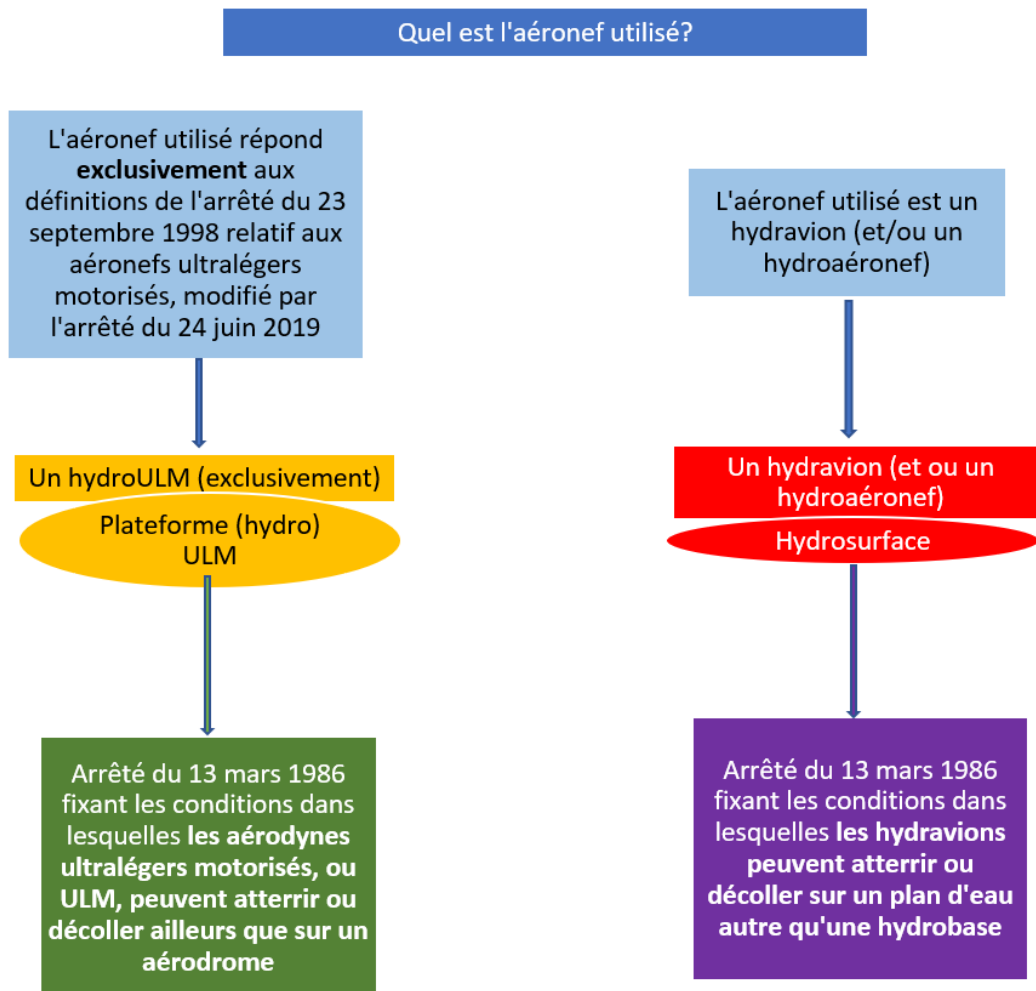 Quel est l'aéronef utilisé?
L'aéronef utilisé répond
exclusivement aux
définitions de l'arrêté du 23
septembre 1998 relatif aux
aéronefs ultralégers
motorisés, modifié par
l'arrêté du 24 juin 2019
Un hydroULM (exclusivement)
Plateforme (hydro)
ULM
Arrêté du 13 mars 1986
fixant les conditions dans
lesquelles les aérodynes
ultralégers motorisés, ou
ULM, peuvent atterrir ou
décoller ailleurs que sur un
aérodrome
L'aéronef utilisé est un
hydravion (et/ou un
hydroaéronef)
Un hydravion (et ou un
hydroaéronef)
Hydrosurface
Arrêté du 13 mars 1986
fixant les conditions dans
lesquelles les hydravions
peuvent atterrir ou
décoller sur un plan d'eau
autre qu'une hydrobase